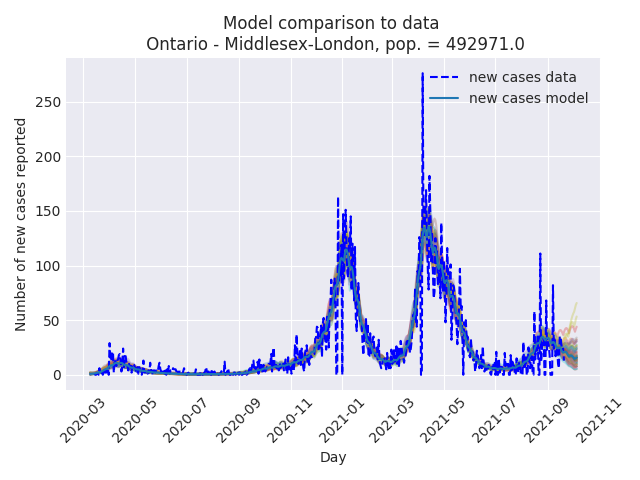 Model comparison to data
Ontario - Middlesex-London, pop. = 492971.0
new cases data
new cases model
Number of new cases reported
250
200
150
100
50
0
2020-03
2020-05
2020-07
2020-09
2020-11
2021-01
2021-03
2021-05
2021-07
2021-09
2021-11
Day